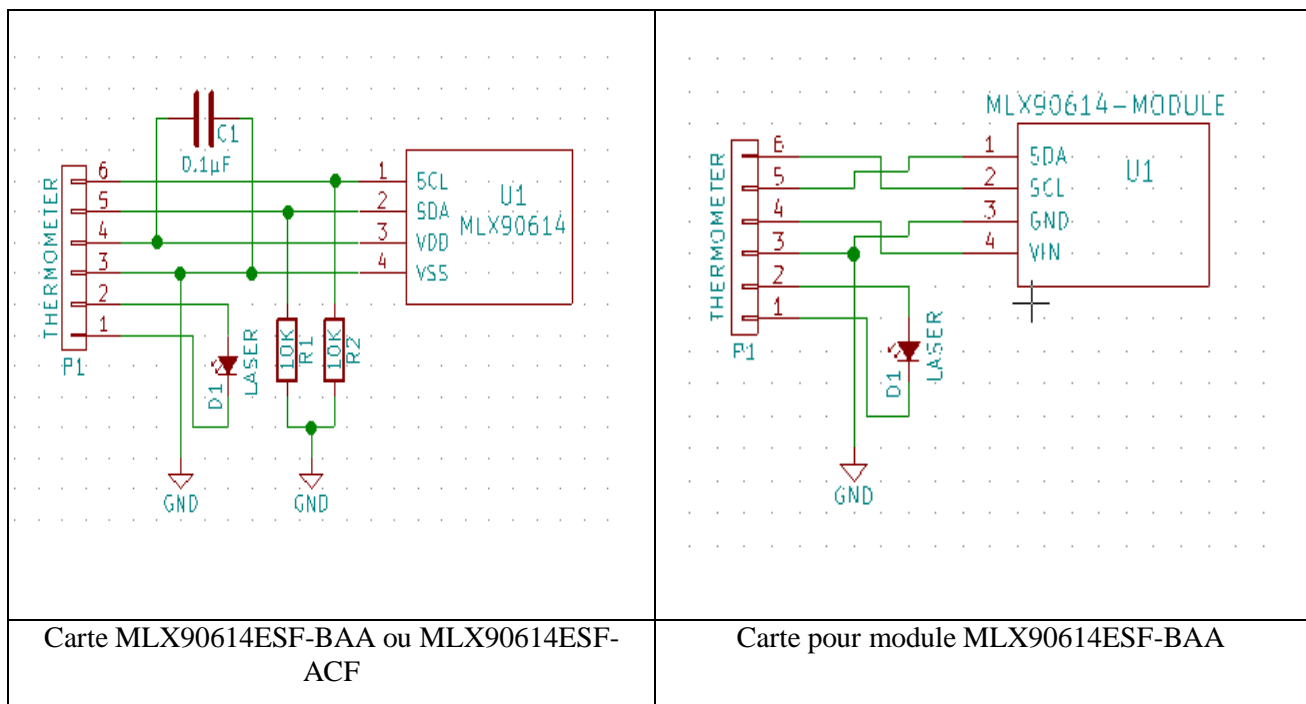 C1
0.1µF
THERMOMETER
6
5
4
3
2
1
P1
1
2
3
4
SCL
SDA
VDD
VSS
U1
MLX90614
D1
LASER
10K
R1
10K
R2
GND
GND
Carte MLX90614ESF-BAA ou MLX90614ESF-
ACF
MLX90614-MODULE
THERMOMETER
6
5
4
3
2
1
P1
1
2
3
4
SDA
SCL
GND
VIN
U1
D1
LASER
GND
Carte pour module MLX90614ESF-BAA